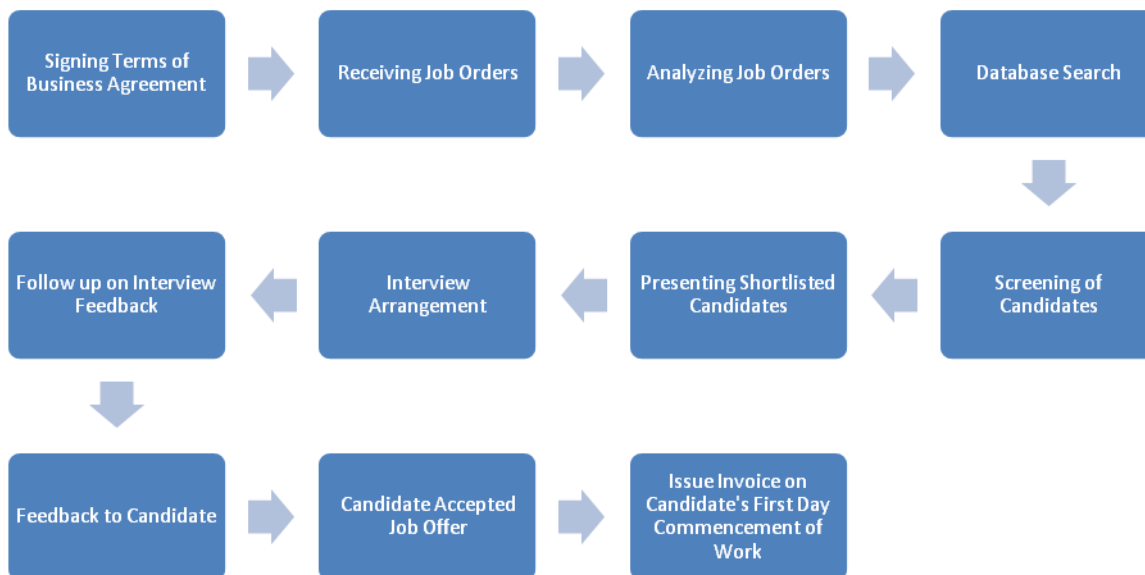 Signing Terms of
Business Agreement
Receiving Job Orders
Analyzing Job Orders
Database Search
Screening of
Candidates
Presenting Shortlisted
Candidates
Interview
Arrangement
Follow up on Interview
Feedback
Feedback to Candidate
Candidate Accepted
Job Offer
Issue Invoice on
Candidate's First Day
Commencement of
Work